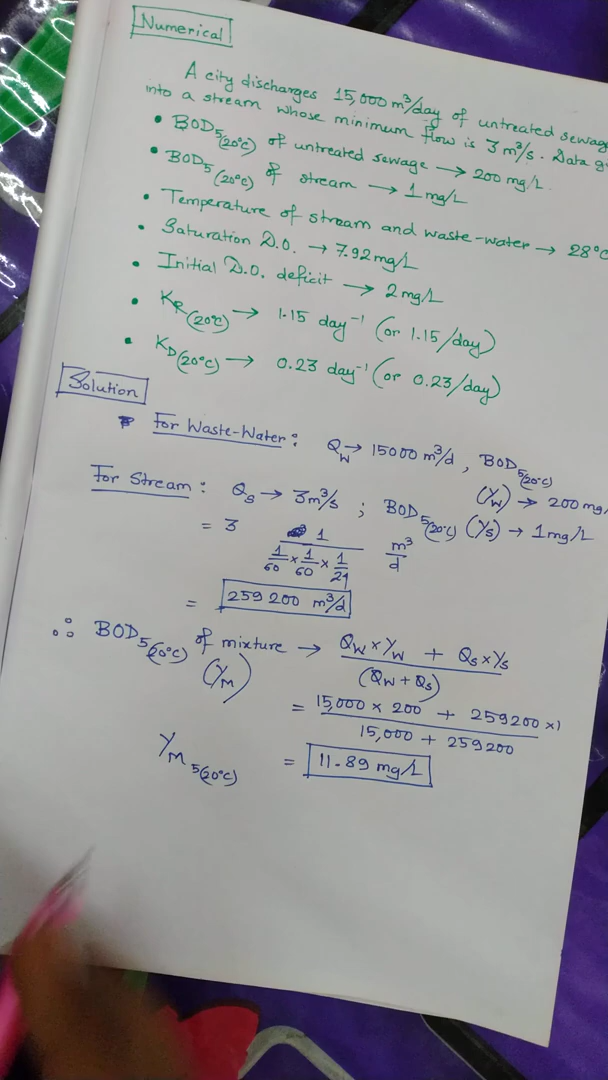 Numerical
A city discharges 15,000 m³/day of untreated sewage
into a stream whose minimum flow is 3 m³/s. Data
• BOD5(20°C) of untreated sewage → 200 mg/L
• BOD5(20°C) of stream → 1 mg/L
• Temperature of stream and waste-water → 28°C
• Saturation D.O. → 7.92 mg/L
• Initial D.O. deficit → 2 mg/L
• KR(20°C) → 1.15 day⁻¹ (or 1.15/day)
• KD(20°C) → 0.23 day⁻¹ (or 0.23/day)
Solution
For Waste-Water: QW → 15000 m³/d, BOD5(20°C) (YW) → 200 mg/
For Stream: Qs → 3 m³/s ; BOD5(20°C) (Ys) → 1 mg/L
= 3 1 / (1/60 × 1/60 × 1/24) m³/d
= 259200 m³/d
∴ BOD5(20°C) of mixture (YM) → QW × YW + Qs × Ys / (QW + Qs)
= 15,000 × 200 + 259200 × 1 / 15,000 + 259200
YM5(20°C) = 11.89 mg/L